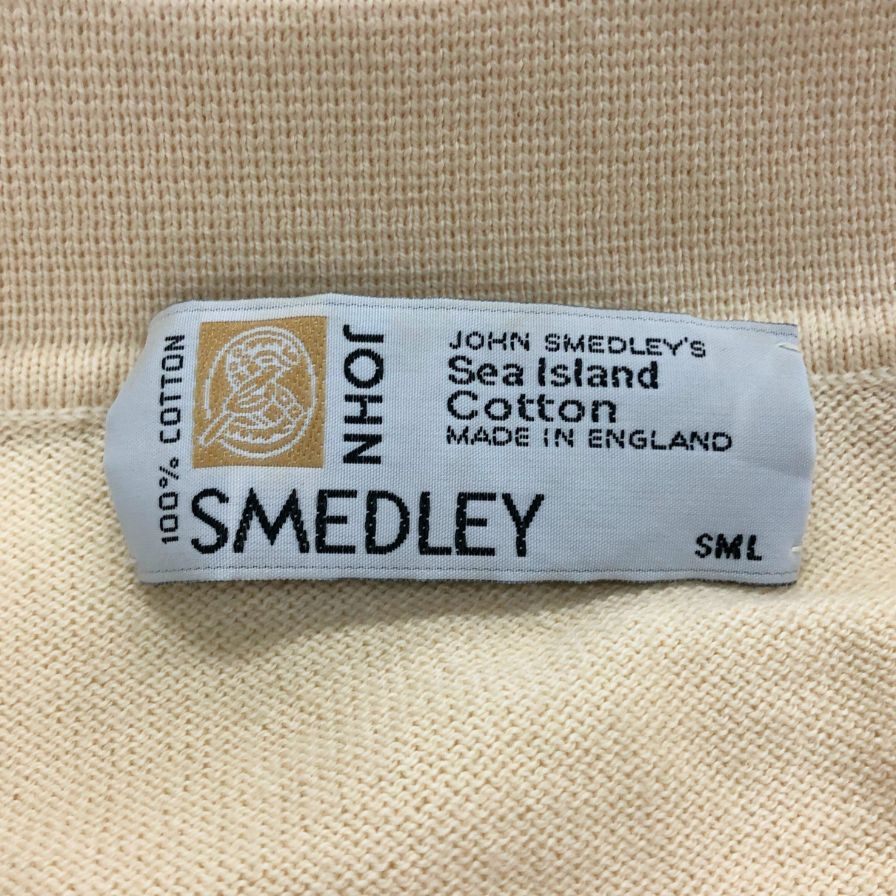 100% COTTON
JOHN
SMEDLEY
JOHN SMEDLEY'S
Sea Island
Cotton
MADE IN ENGLAND
SML